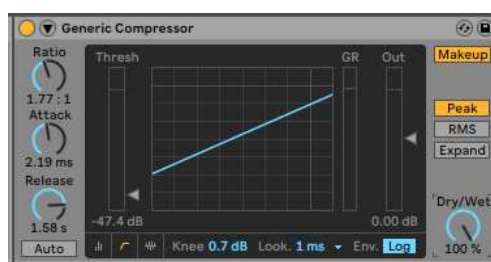 Generic Compressor
Ratio
1.77 : 1
Attack
2.19 ms
Release
1.58 s
Auto
Thresh
-47.4 dB
GR
Out
0.00 dB
Knee 0.7 dB Look. 1 ms Env. Log
Makeup
Peak
RMS
Expand
Dry/Wet
100 %